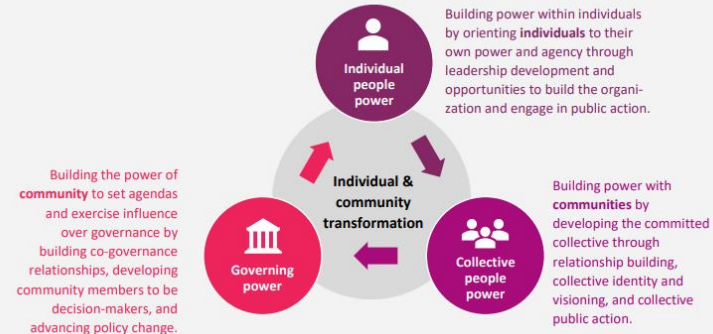 Building power within individuals
by orienting individuals to their
own power and agency through
leadership development and
opportunities to build the organi-
zation and engage in public action.
Individual
people
power
Individual &
community
transformation
Building the power of
community to set agendas
and exercise influence
over governance by
building co-governance
relationships, developing
community members to be
decision-makers, and
advancing policy change.
Governing
power
Collective
people
power
Building power with
communities by
developing the committed
collective through
relationship building,
collective identity and
visioning, and collective
public action.